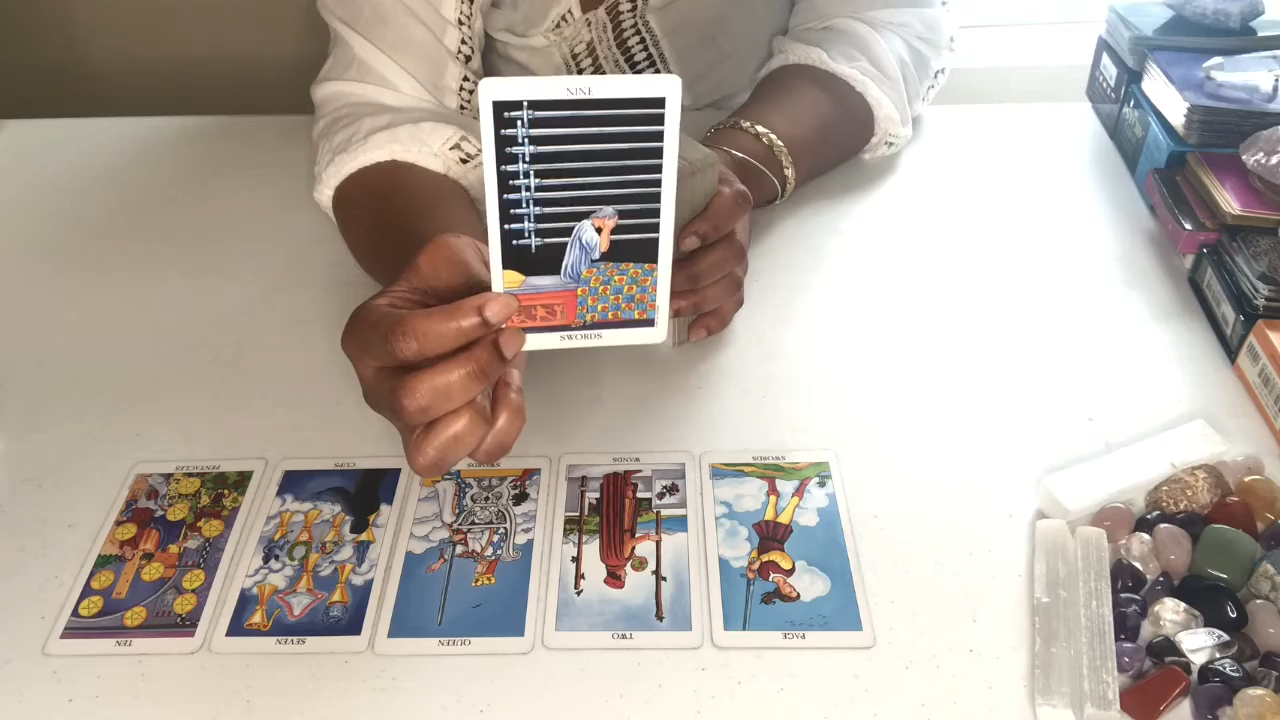 NINE
SWORDS
PENTACLES
TEN
CUPS
SEVEN
SWORDS
QUEEN
WANDS
TWO
SWORDS
PAGE